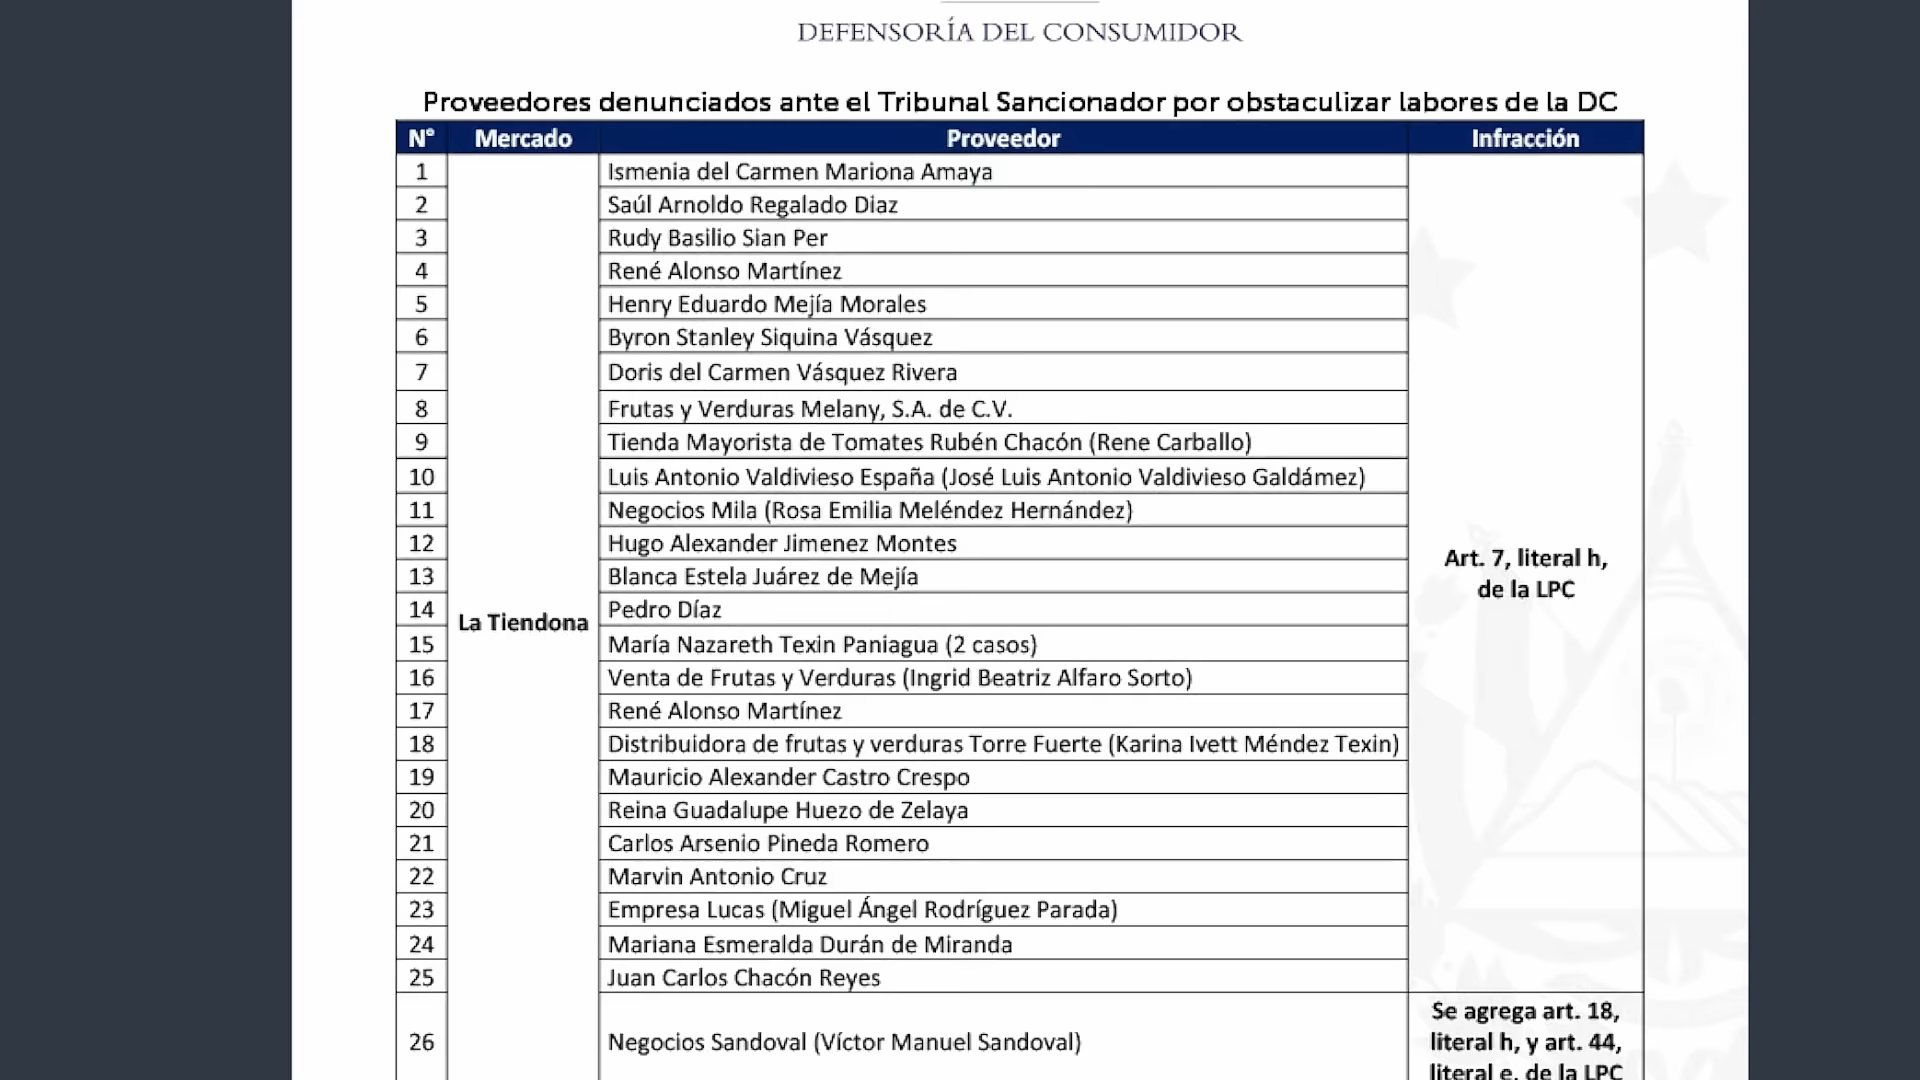 DEFENSORÍA DEL CONSUMIDOR
Proveedores denunciados ante el Tribunal Sancionador por obstaculizar labores de la DC
N° Mercado Proveedor Infracción
1 Ismenia del Carmen Mariona Amaya
2 Saúl Arnoldo Regalado Diaz
3 Rudy Basilio Sian Per
4 René Alonso Martínez
5 Henry Eduardo Mejía Morales
6 Byron Stanley Siquina Vásquez
7 Doris del Carmen Vásquez Rivera
8 Frutas y Verduras Melany, S.A. de C.V.
9 Tienda Mayorista de Tomates Rubén Chacón (Rene Carballo)
10 Luis Antonio Valdivieso España (José Luis Antonio Valdivieso Galdámez)
11 Negocios Mila (Rosa Emilia Meléndez Hernández)
12 Hugo Alexander Jimenez Montes
Art. 7, literal h,
13 Blanca Estela Juárez de Mejía
de la LPC
14 Pedro Díaz
La Tiendona
15 María Nazareth Texin Paniagua (2 casos)
16 Venta de Frutas y Verduras (Ingrid Beatriz Alfaro Sorto)
17 René Alonso Martínez
18 Distribuidora de frutas y verduras Torre Fuerte (Karina Ivett Méndez Texin)
19 Mauricio Alexander Castro Crespo
20 Reina Guadalupe Huezo de Zelaya
21 Carlos Arsenio Pineda Romero
22 Marvin Antonio Cruz
23 Empresa Lucas (Miguel Ángel Rodríguez Parada)
24 Mariana Esmeralda Durán de Miranda
25 Juan Carlos Chacón Reyes
26 Negocios Sandoval (Víctor Manuel Sandoval)
Se agrega art. 18,
literal h, y art. 44,
literal e, de la LPC